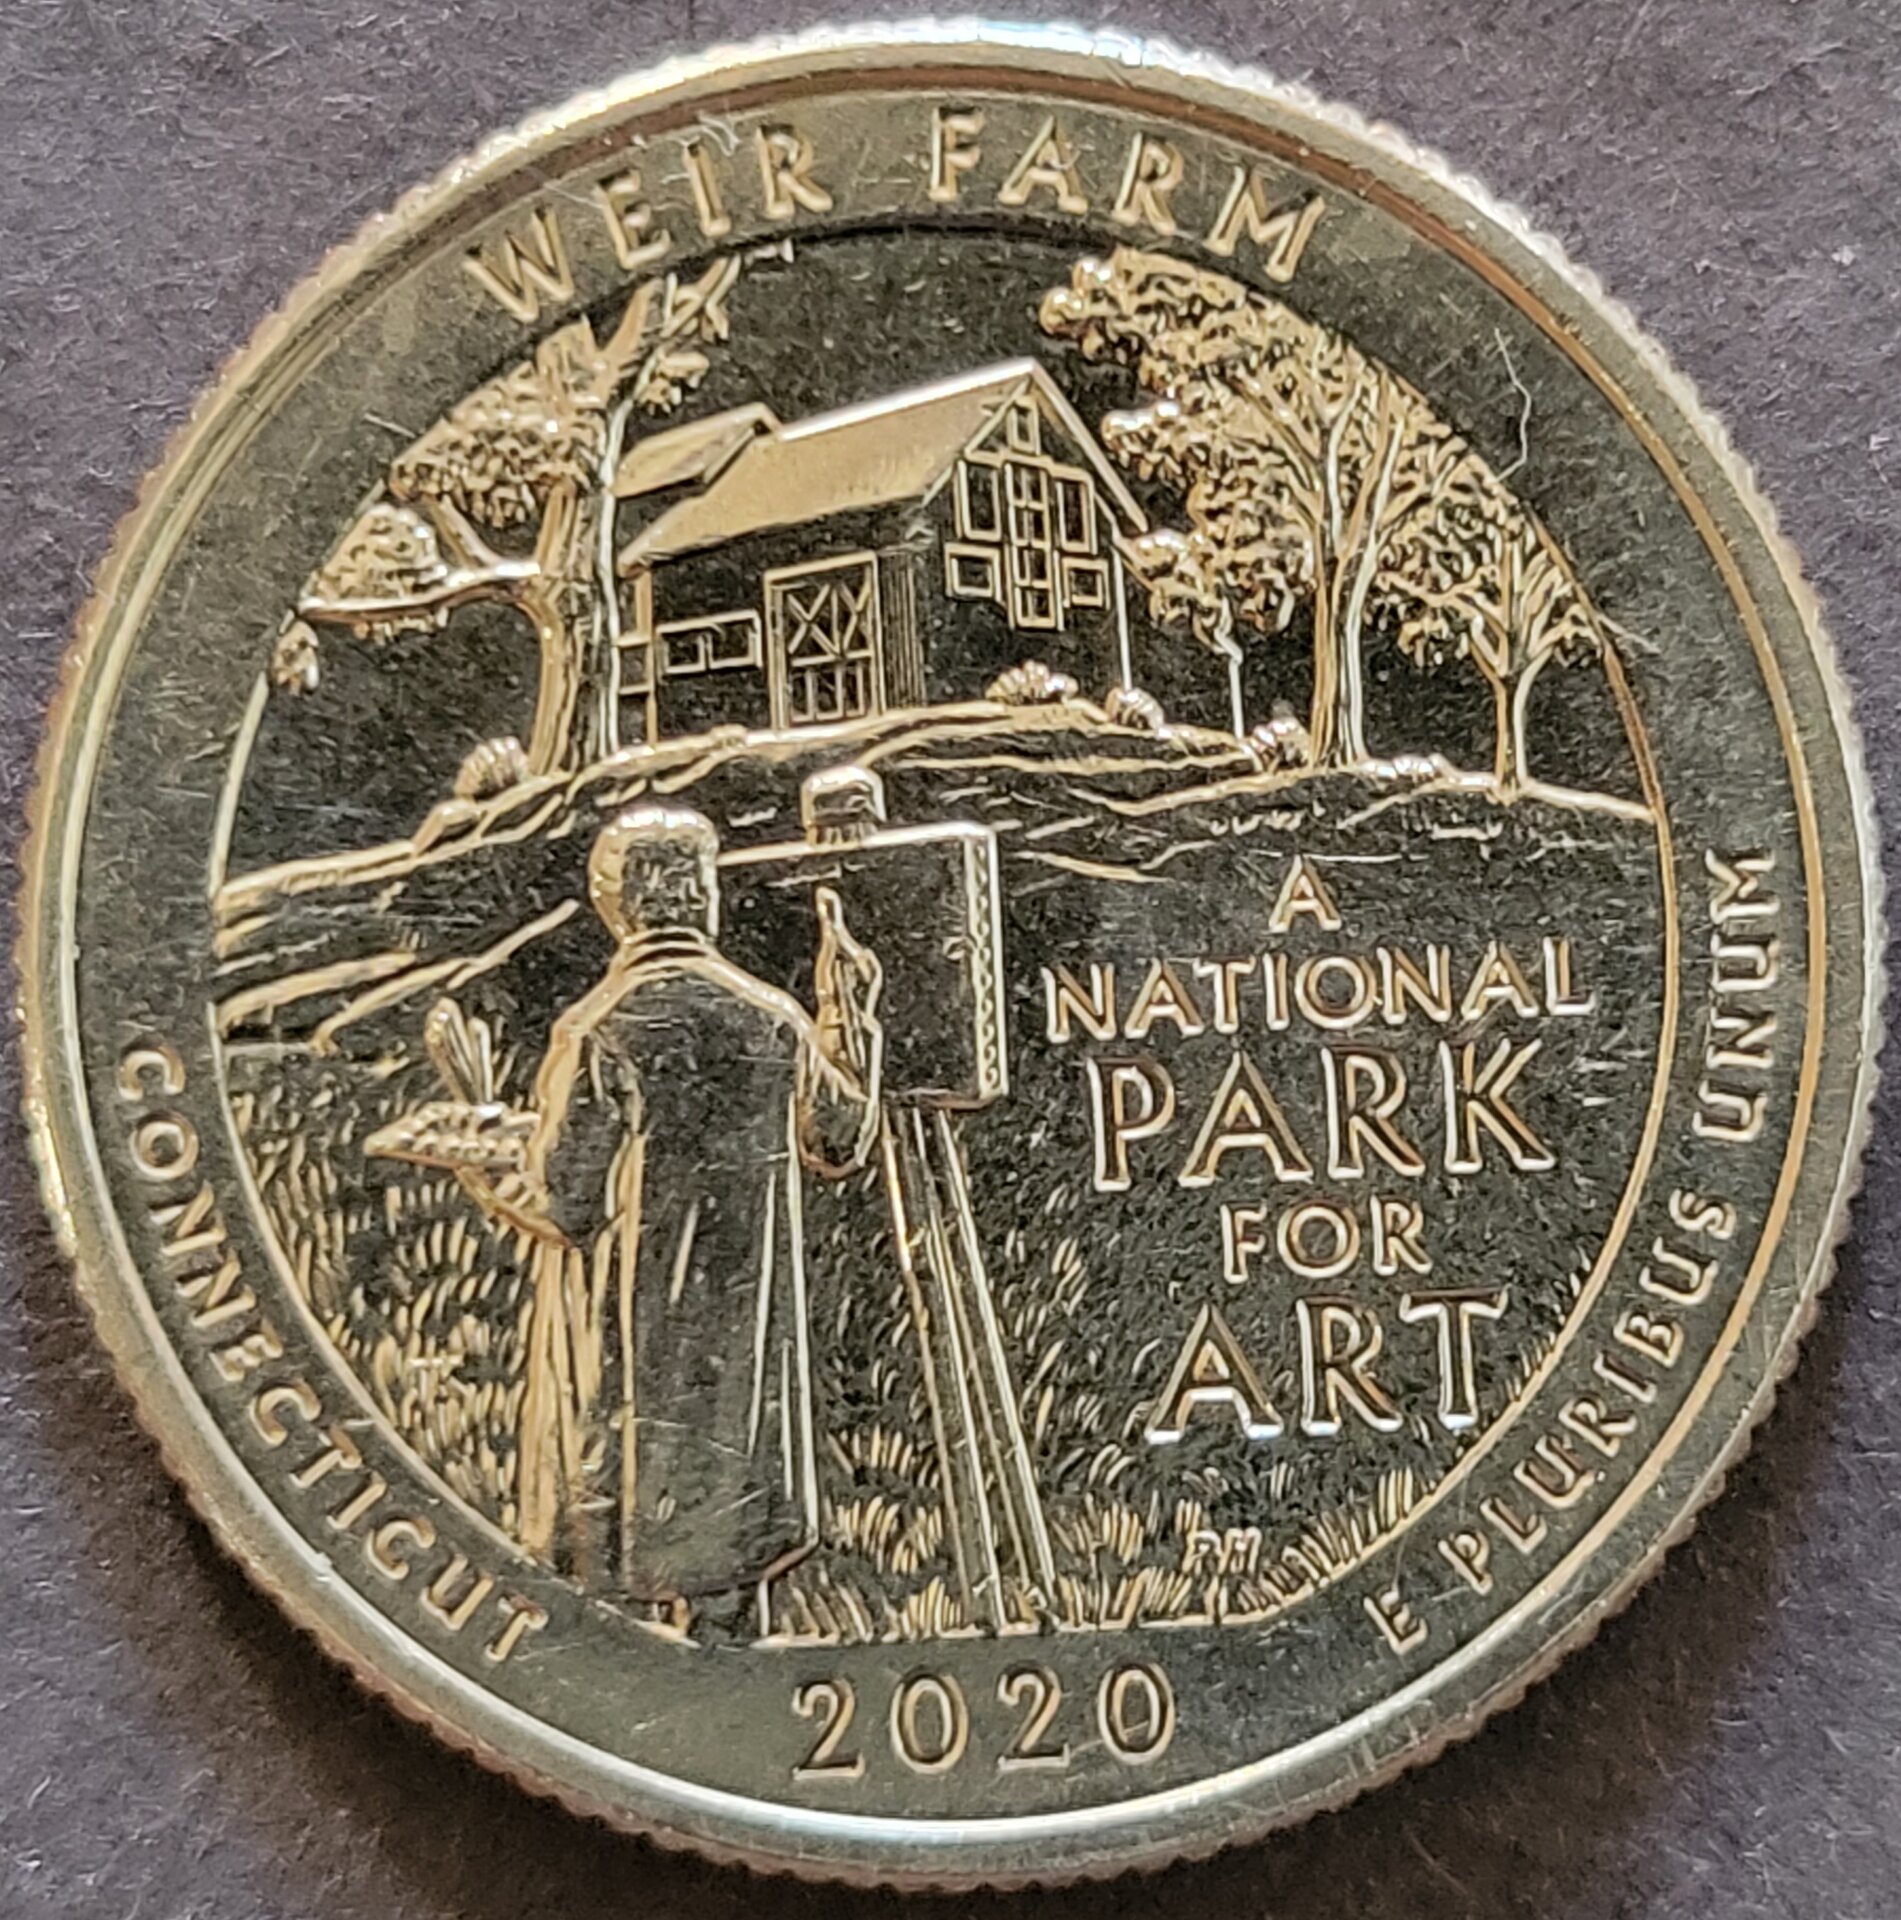 WEIR FARM
A
NATIONAL
PARK
FOR
ART
CONNECTICUT
2020
E PLURIBUS UNUM